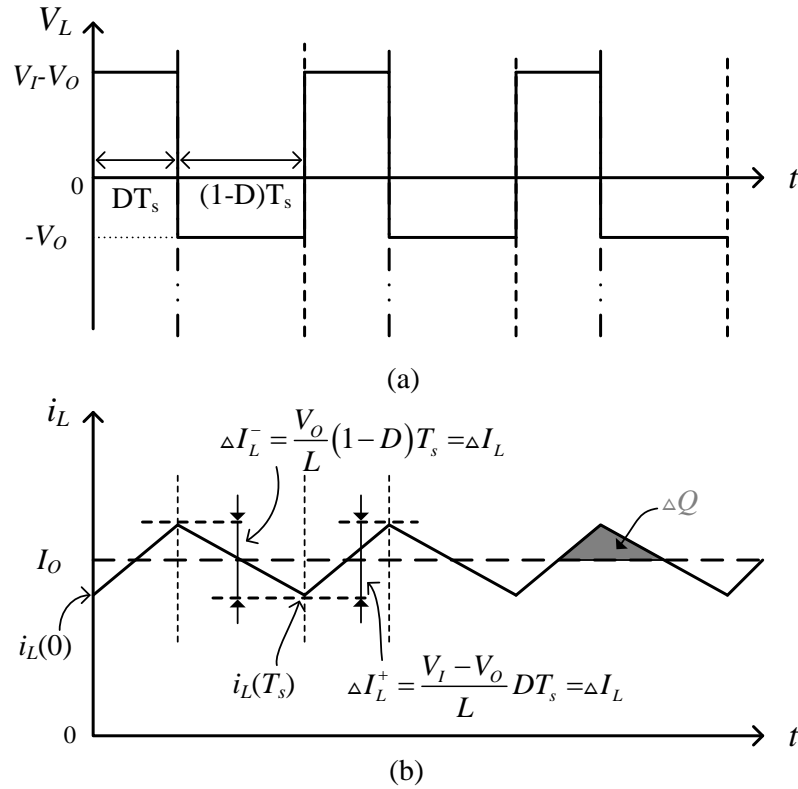 V_L
V_I-V_O
0
DT_s
(1-D)T_s
t
-V_O
(a)
i_L
△I_L^- = V_O/L (1-D)T_s = △I_L
△Q
I_O
i_L(0)
i_L(T_s)
△I_L^+ = (V_I - V_O)/L DT_s = △I_L
0
t
(b)